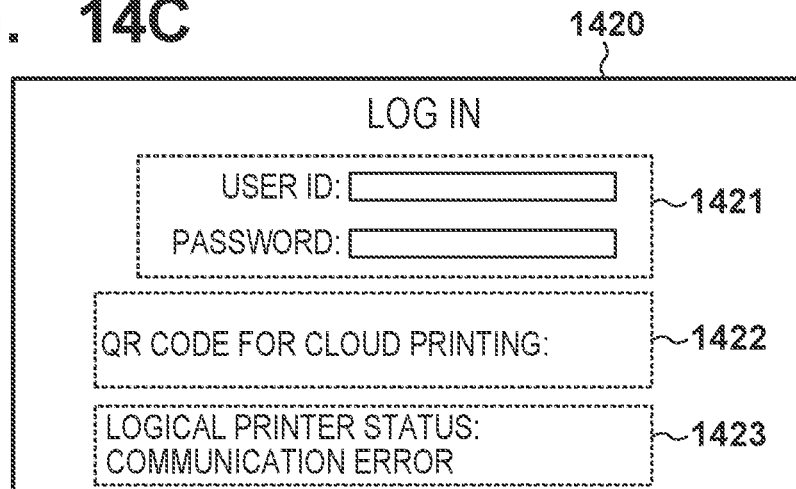 . 14C
1420
LOG IN
USER ID:
1421
PASSWORD:
QR CODE FOR CLOUD PRINTING:
1422
LOGICAL PRINTER STATUS:
COMMUNICATION ERROR
1423